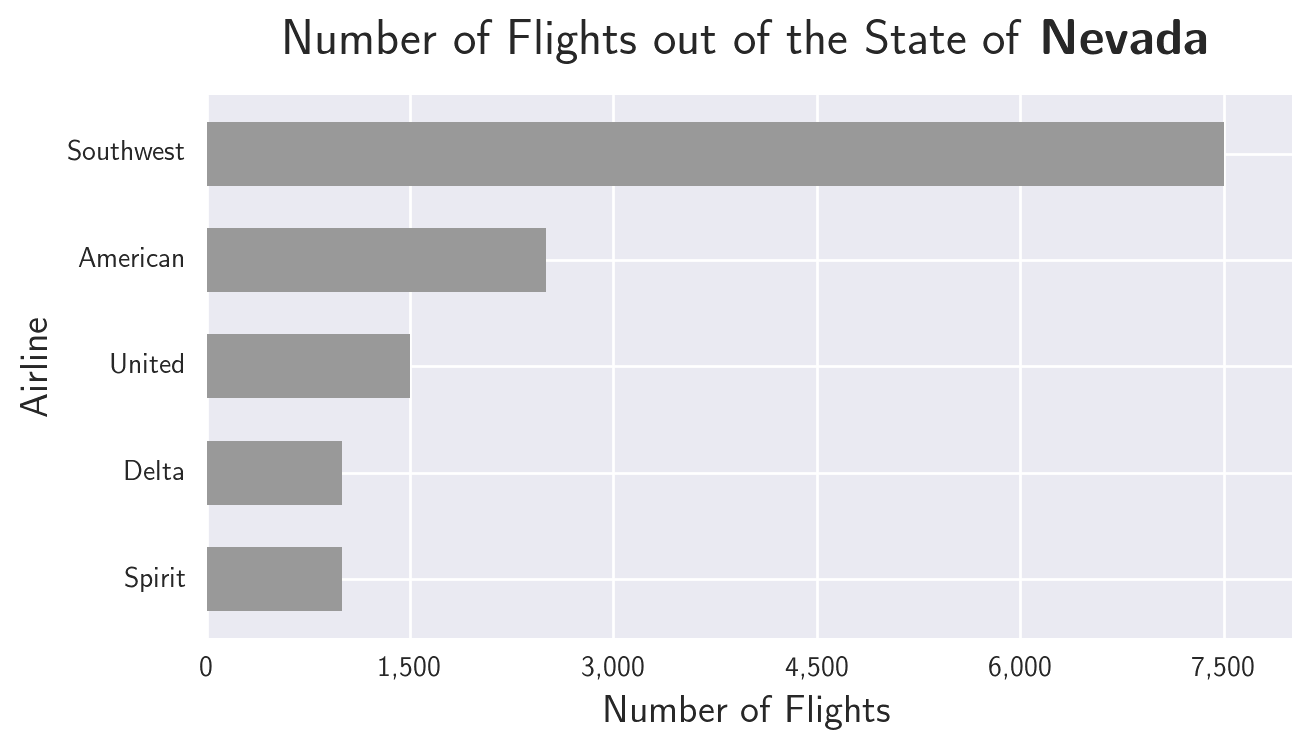 Number of Flights out of the State of Nevada
Southwest
American
United
Delta
Spirit
Airline
0 1,500 3,000 4,500 6,000 7,500
Number of Flights